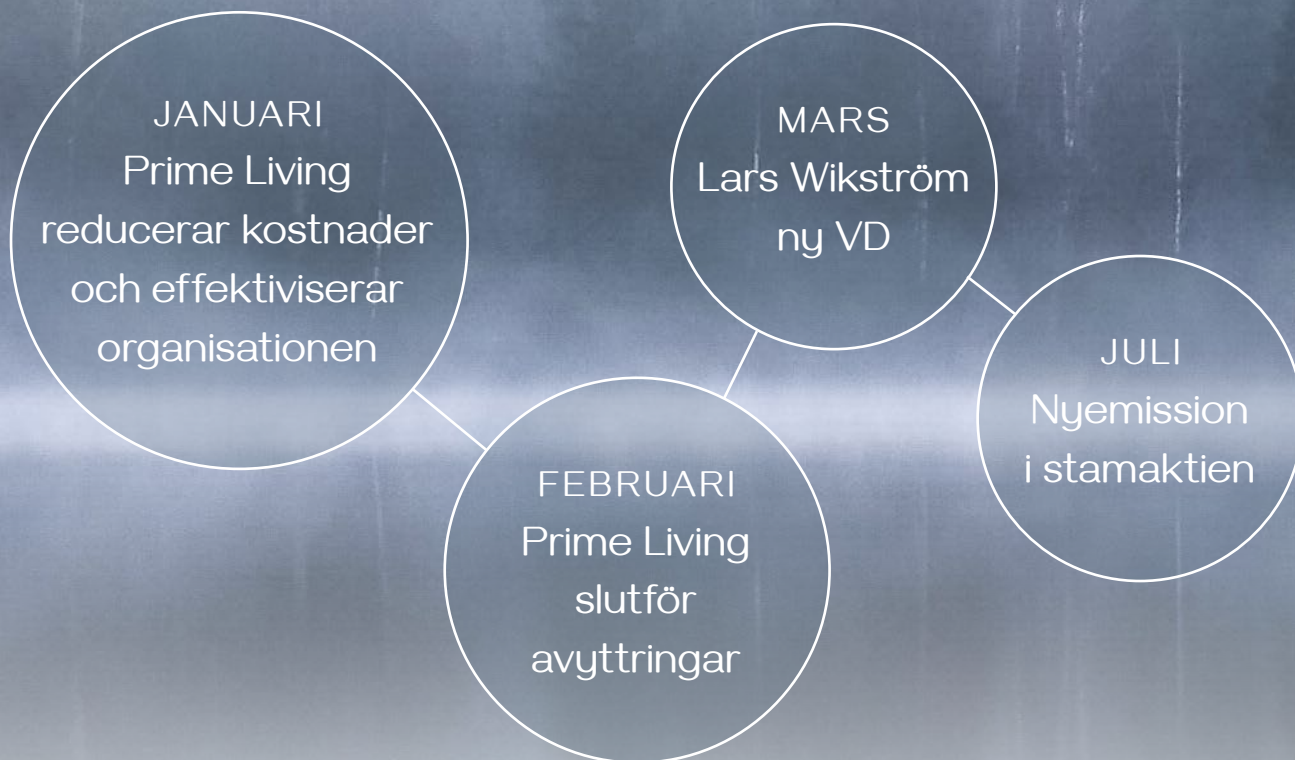 JANUARI
Prime Living
reducerar kostnader
och effektiviserar
organisationen
FEBRUARI
Prime Living
slutför
avyttringar
MARS
Lars Wikström
ny VD
JULI
Nyemission
i stamaktien